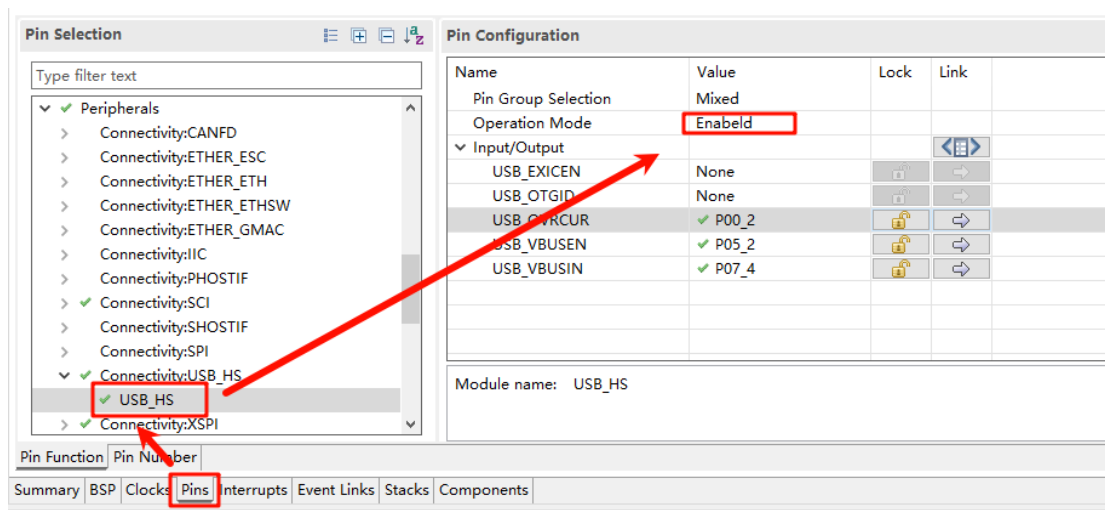 Pin Selection
Type filter text
Peripherals
Connectivity:CANFD
Connectivity:ETHER_ESC
Connectivity:ETHER_ETH
Connectivity:ETHER_ETHSW
Connectivity:ETHER_GMAC
Connectivity:IIC
Connectivity:PHOSTIF
Connectivity:SCI
Connectivity:SHOSTIF
Connectivity:SPI
Connectivity:USB_HS
USB_HS
Connectivity:XSPI
Pin Configuration
Name Value Lock Link
Pin Group Selection Mixed
Operation Mode Enabeld
Input/Output
USB_EXICEN None
USB_OTGID None
USB_OVRCUR P00_2
USB_VBUSEN P05_2
USB_VBUSIN P07_4
Module name: USB_HS
Pin Function Pin Number
Summary BSP Clocks Pins Interrupts Event Links Stacks Components